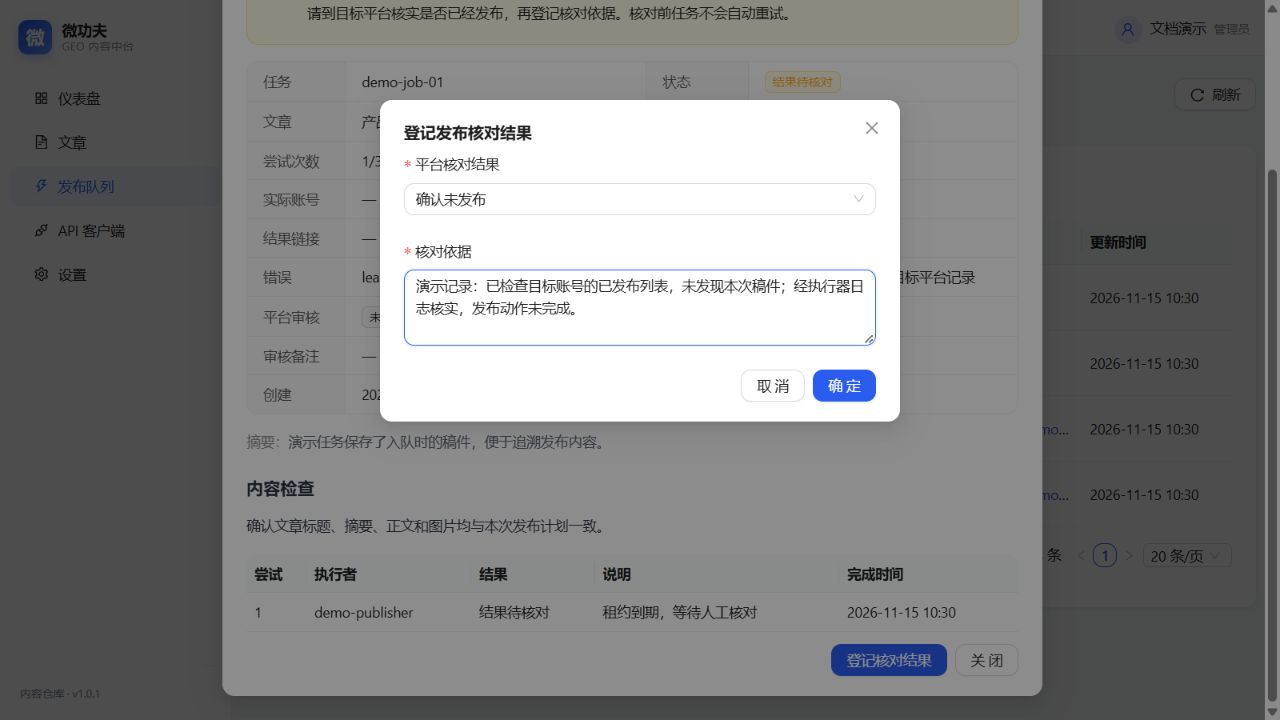 微 微功夫
GEO 内容中台
仪表盘
文章
发布队列
API 客户端
设置
内容仓库 · v1.0.1
文档演示 管理员
刷新
请到目标平台核实是否已经发布，再登记核对依据。核对前任务不会自动重试。
任务 demo-job-01 状态 结果待核对
文章 产
尝试次数 1/3
实际账号 —
结果链接 —
错误 lea 目标平台记录
平台审核 未
审核备注 —
创建 202
登记发布核对结果
* 平台核对结果
确认未发布
* 核对依据
演示记录：已检查目标账号的已发布列表，未发现本次稿件；经执行器日
志核实，发布动作未完成。
取消 确定
摘要：演示任务保存了入队时的稿件，便于追溯发布内容。
内容检查
确认文章标题、摘要、正文和图片均与本次发布计划一致。
尝试 执行者 结果 说明 完成时间
1 demo-publisher 结果待核对 租约到期，等待人工核对 2026-11-15 10:30
登记核对结果 关闭
更新时间
2026-11-15 10:30
2026-11-15 10:30
mo... 2026-11-15 10:30
mo... 2026-11-15 10:30
条 < 1 > 20 条/页